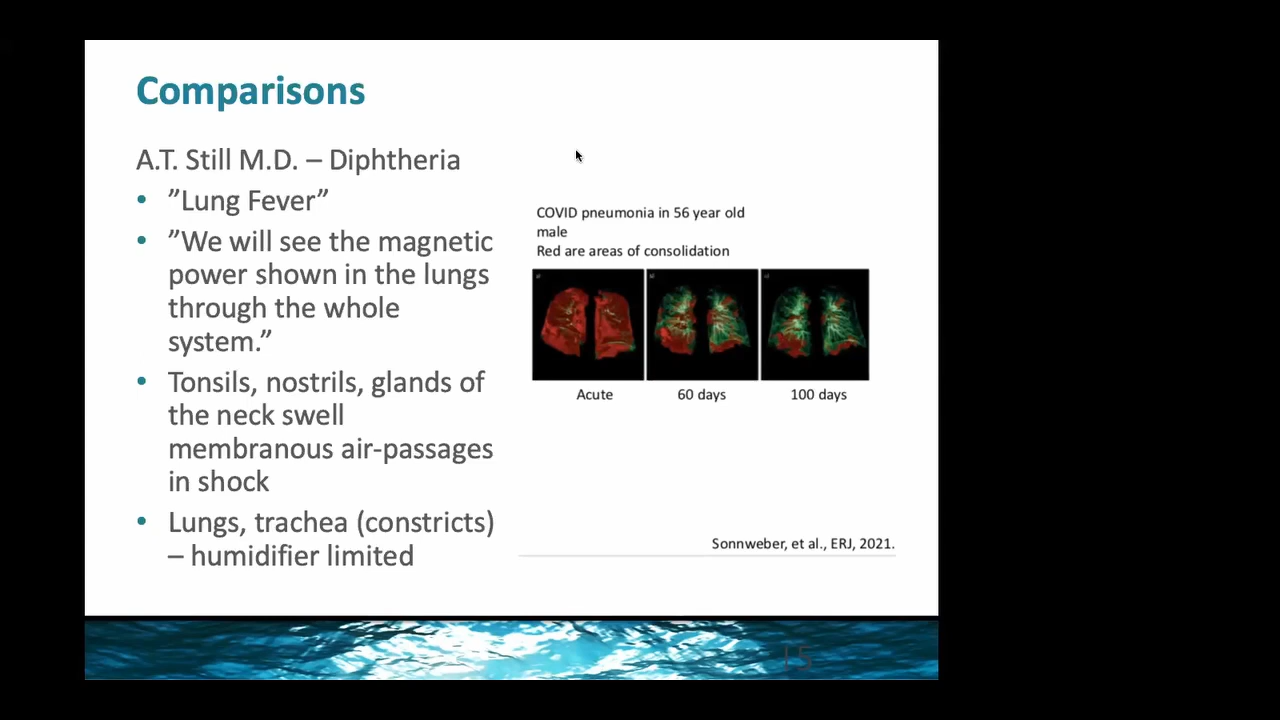 Comparisons
A.T. Still M.D. – Diphtheria
• ”Lung Fever”
• ”We will see the magnetic
power shown in the lungs
through the whole
system.”
• Tonsils, nostrils, glands of
the neck swell
membranous air-passages
in shock
• Lungs, trachea (constricts)
– humidifier limited
COVID pneumonia in 56 year old
male
Red are areas of consolidation
Acute 60 days 100 days
Sonnweber, et al., ERJ, 2021.
15